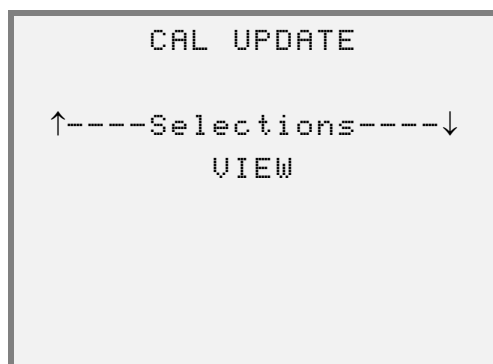 CAL UPDATE
↑----Selections----↓
VIEW